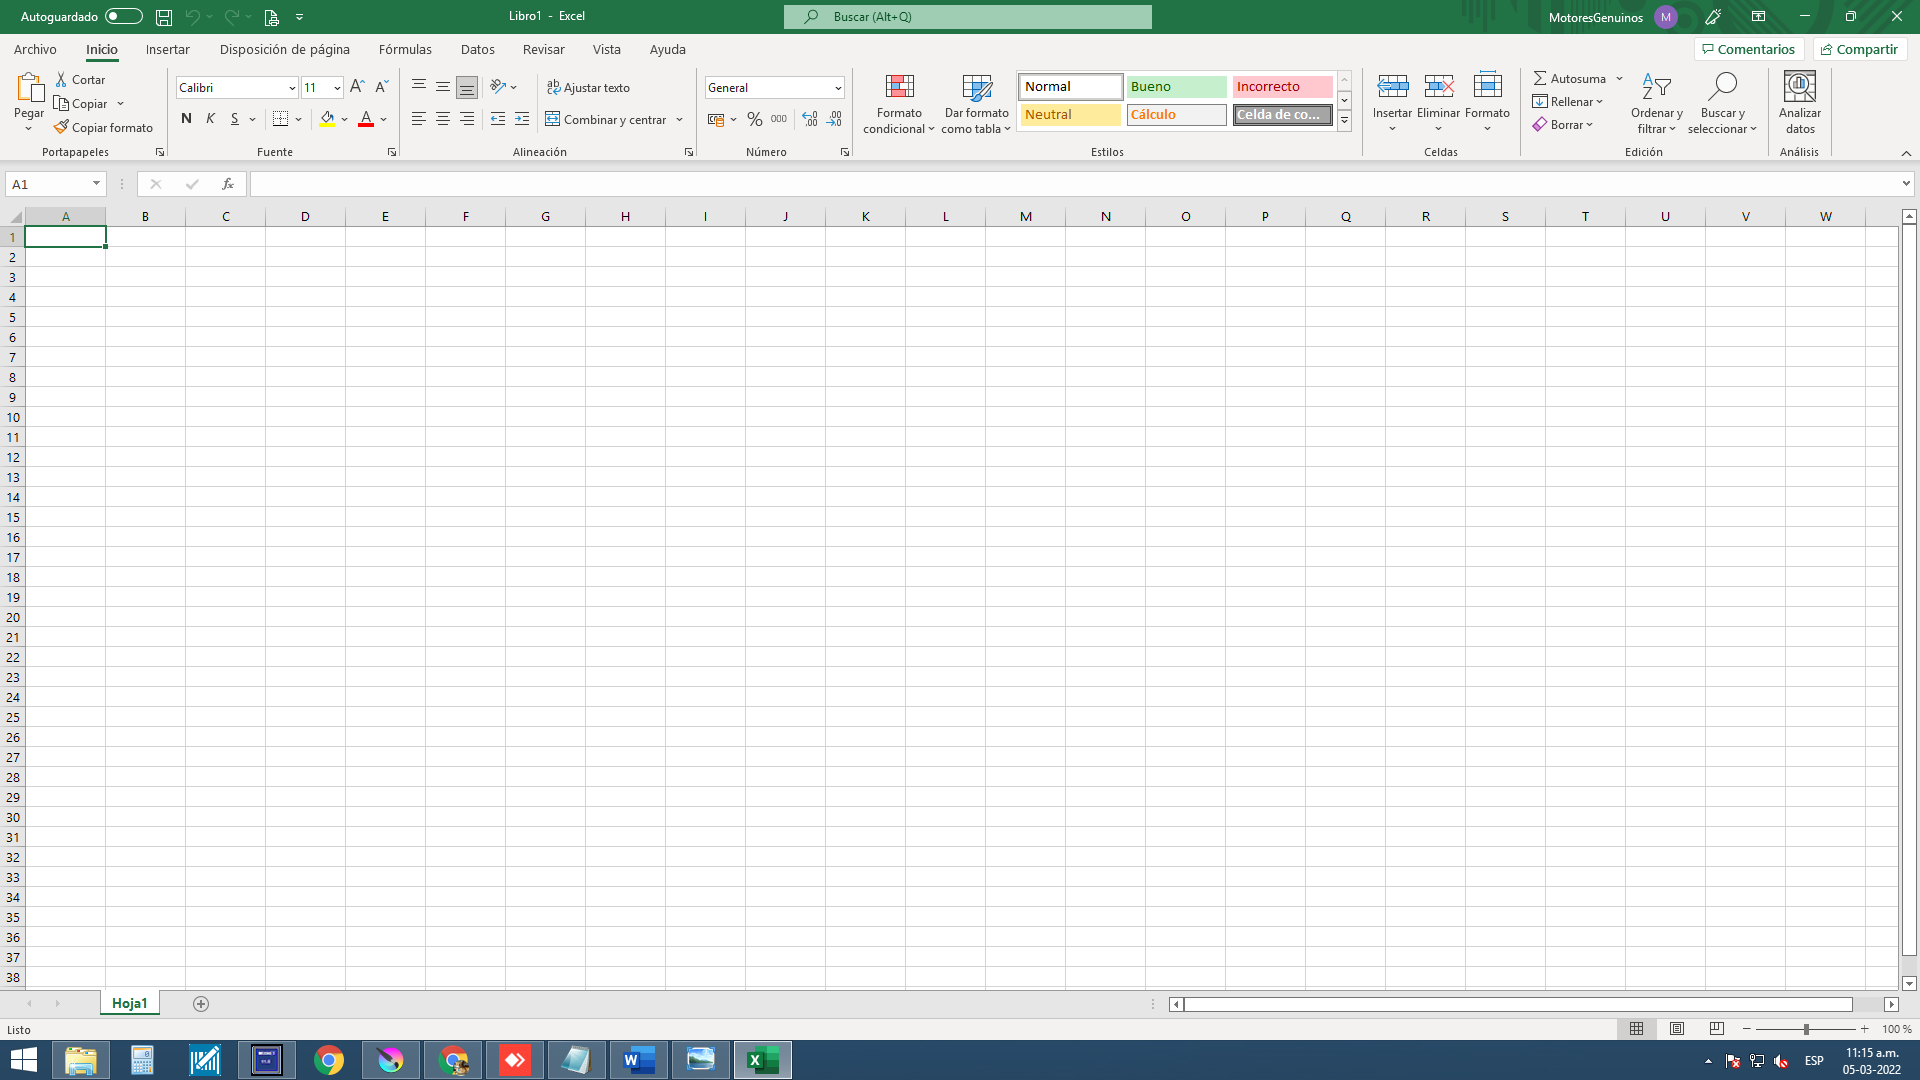 Autoguardado
Libro1 - Excel
Buscar (Alt+Q)
MotoresGenuinos
M
Archivo Inicio Insertar Disposición de página Fórmulas Datos Revisar Vista Ayuda
Comentarios Compartir
Pegar
Cortar
Copiar
Copiar formato
Portapapeles
Calibri 11
N K S
Fuente
Ajustar texto
Combinar y centrar
Alineación
General
% 000
Número
Formato condicional
Dar formato como tabla
Normal Bueno Incorrecto
Neutral Cálculo Celda de co...
Estilos
Insertar Eliminar Formato
Celdas
Autosuma
Rellenar
Borrar
Ordenar y filtrar
Buscar y seleccionar
Edición
Analizar datos
Análisis
A1
fx
A B C D E F G H I J K L M N O P Q R S T U V W
1
2
3
4
5
6
7
8
9
10
11
12
13
14
15
16
17
18
19
20
21
22
23
24
25
26
27
28
29
30
31
32
33
34
35
36
37
38
Hoja1
Listo
100 %
ESP
11:15 a.m.
05-03-2022